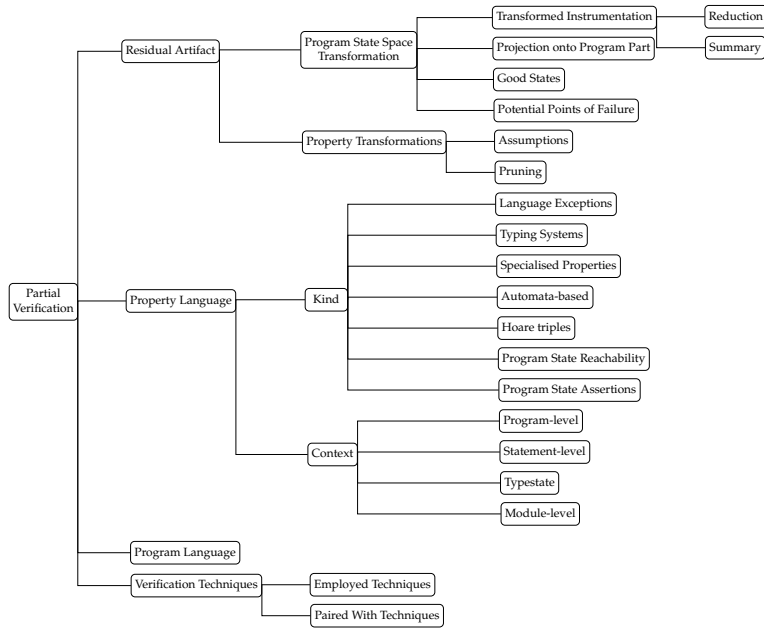 Transformed Instrumentation
Reduction
Residual Artifact
Program State Space
Transformation
Projection onto Program Part
Summary
Good States
Potential Points of Failure
Property Transformations
Assumptions
Pruning
Language Exceptions
Typing Systems
Specialised Properties
Partial
Verification
Property Language
Kind
Automata-based
Hoare triples
Program State Reachability
Program State Assertions
Program-level
Context
Statement-level
Typestate
Module-level
Program Language
Verification Techniques
Employed Techniques
Paired With Techniques